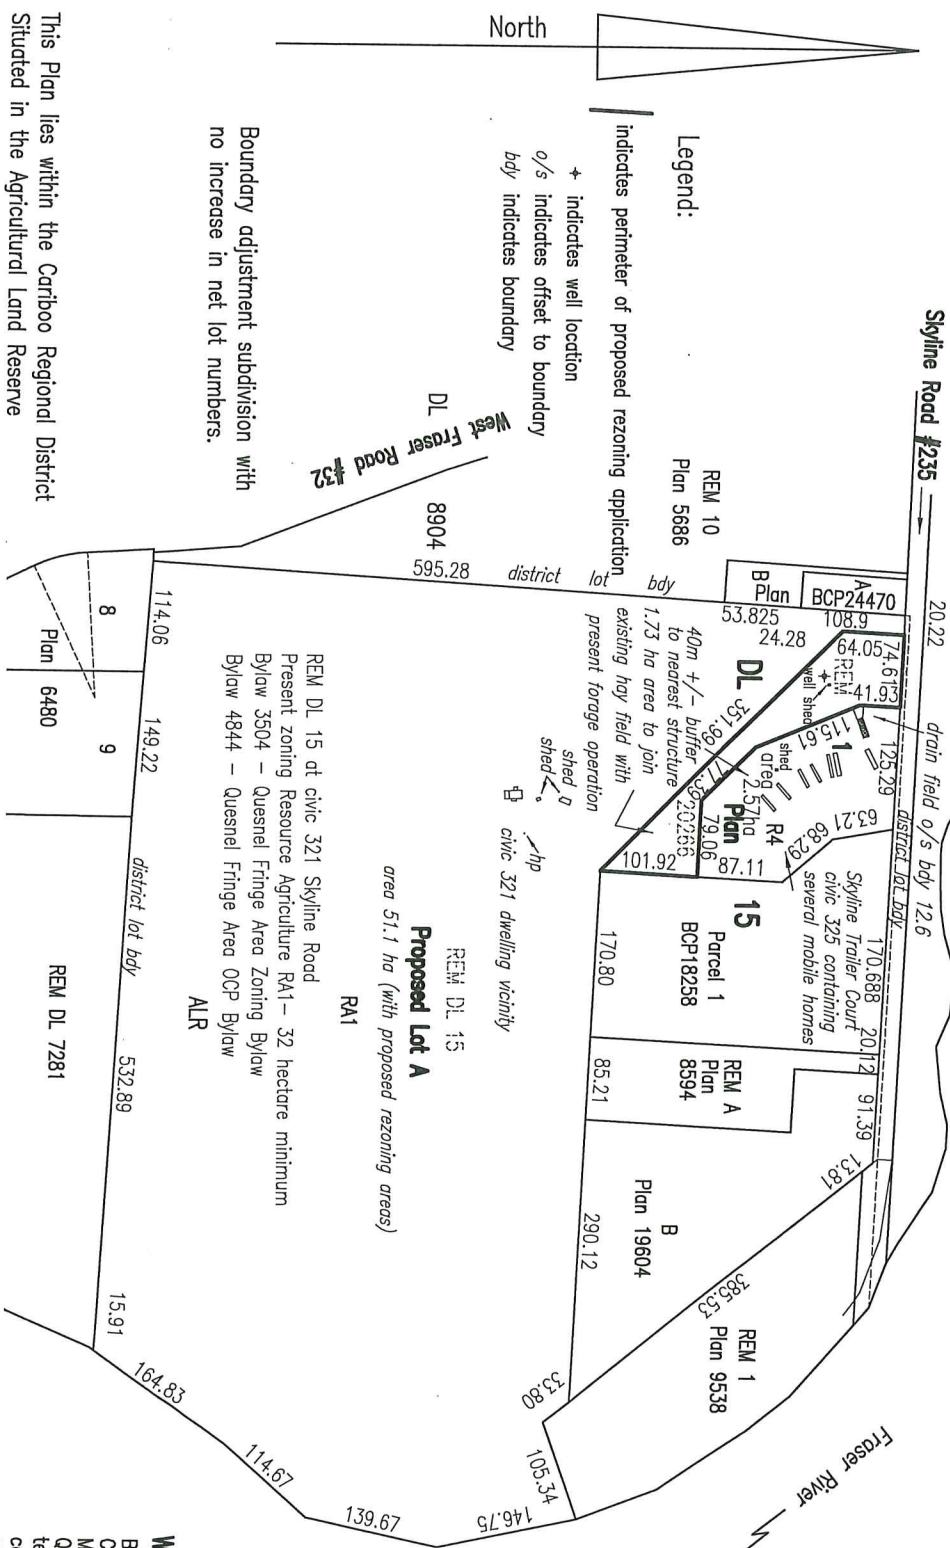 North
Legend:
indicates perimeter of proposed rezoning application
indicates well location
o/s indicates offset to boundary
bdy indicates boundary
Boundary adjustment subdivision with
no increase in net lot numbers.
This Plan lies within the Cariboo Regional District
Situated in the Agricultural Land Reserve
Skyline Road #235
20.22
drain field o/s bdy 12.6
district lot bdy
REM 10
Plan 5686
A
BCP24470
B
Plan
108.9
53.825
24.28
64.05
74.61
REM
41.93
well shed
115.61
125.29
1
shed
area
2.57ha
R4
63.21
68.29
Skyline Trailer Court
civic 325 containing
several mobile homes
170.688
20.12
91.39
13.81
DL
351.99
77.39
Plan
20266
79.06
87.11
15
101.92
40m +/- buffer
to nearest structure
1.73 ha area to join
existing hay field with
present forage operation
shed
shed
hp
civic 321 dwelling vicinity
Parcel 1
BCP18258
170.80
REM A
Plan
8594
85.21
B
Plan 19604
290.12
385.53
REM 1
Plan 9538
33.80
105.34
Fraser River
West Fraser Road #32
DL
8904
595.28
district lot bdy
REM DL 15
Proposed Lot A
area 51.1 ha (with proposed rezoning areas)
RA1
REM DL 15 at civic 321 Skyline Road
Present zoning Resource Agriculture RA1- 32 hectare minimum
Bylaw 3504 - Quesnel Fringe Area Zoning Bylaw
Bylaw 4844 - Quesnel Fringe Area OCP Bylaw
ALR
114.06
149.22
district lot bdy
532.89
15.91
164.83
114.67
139.67
146.75
8
Plan 6480
9
REM DL 7281